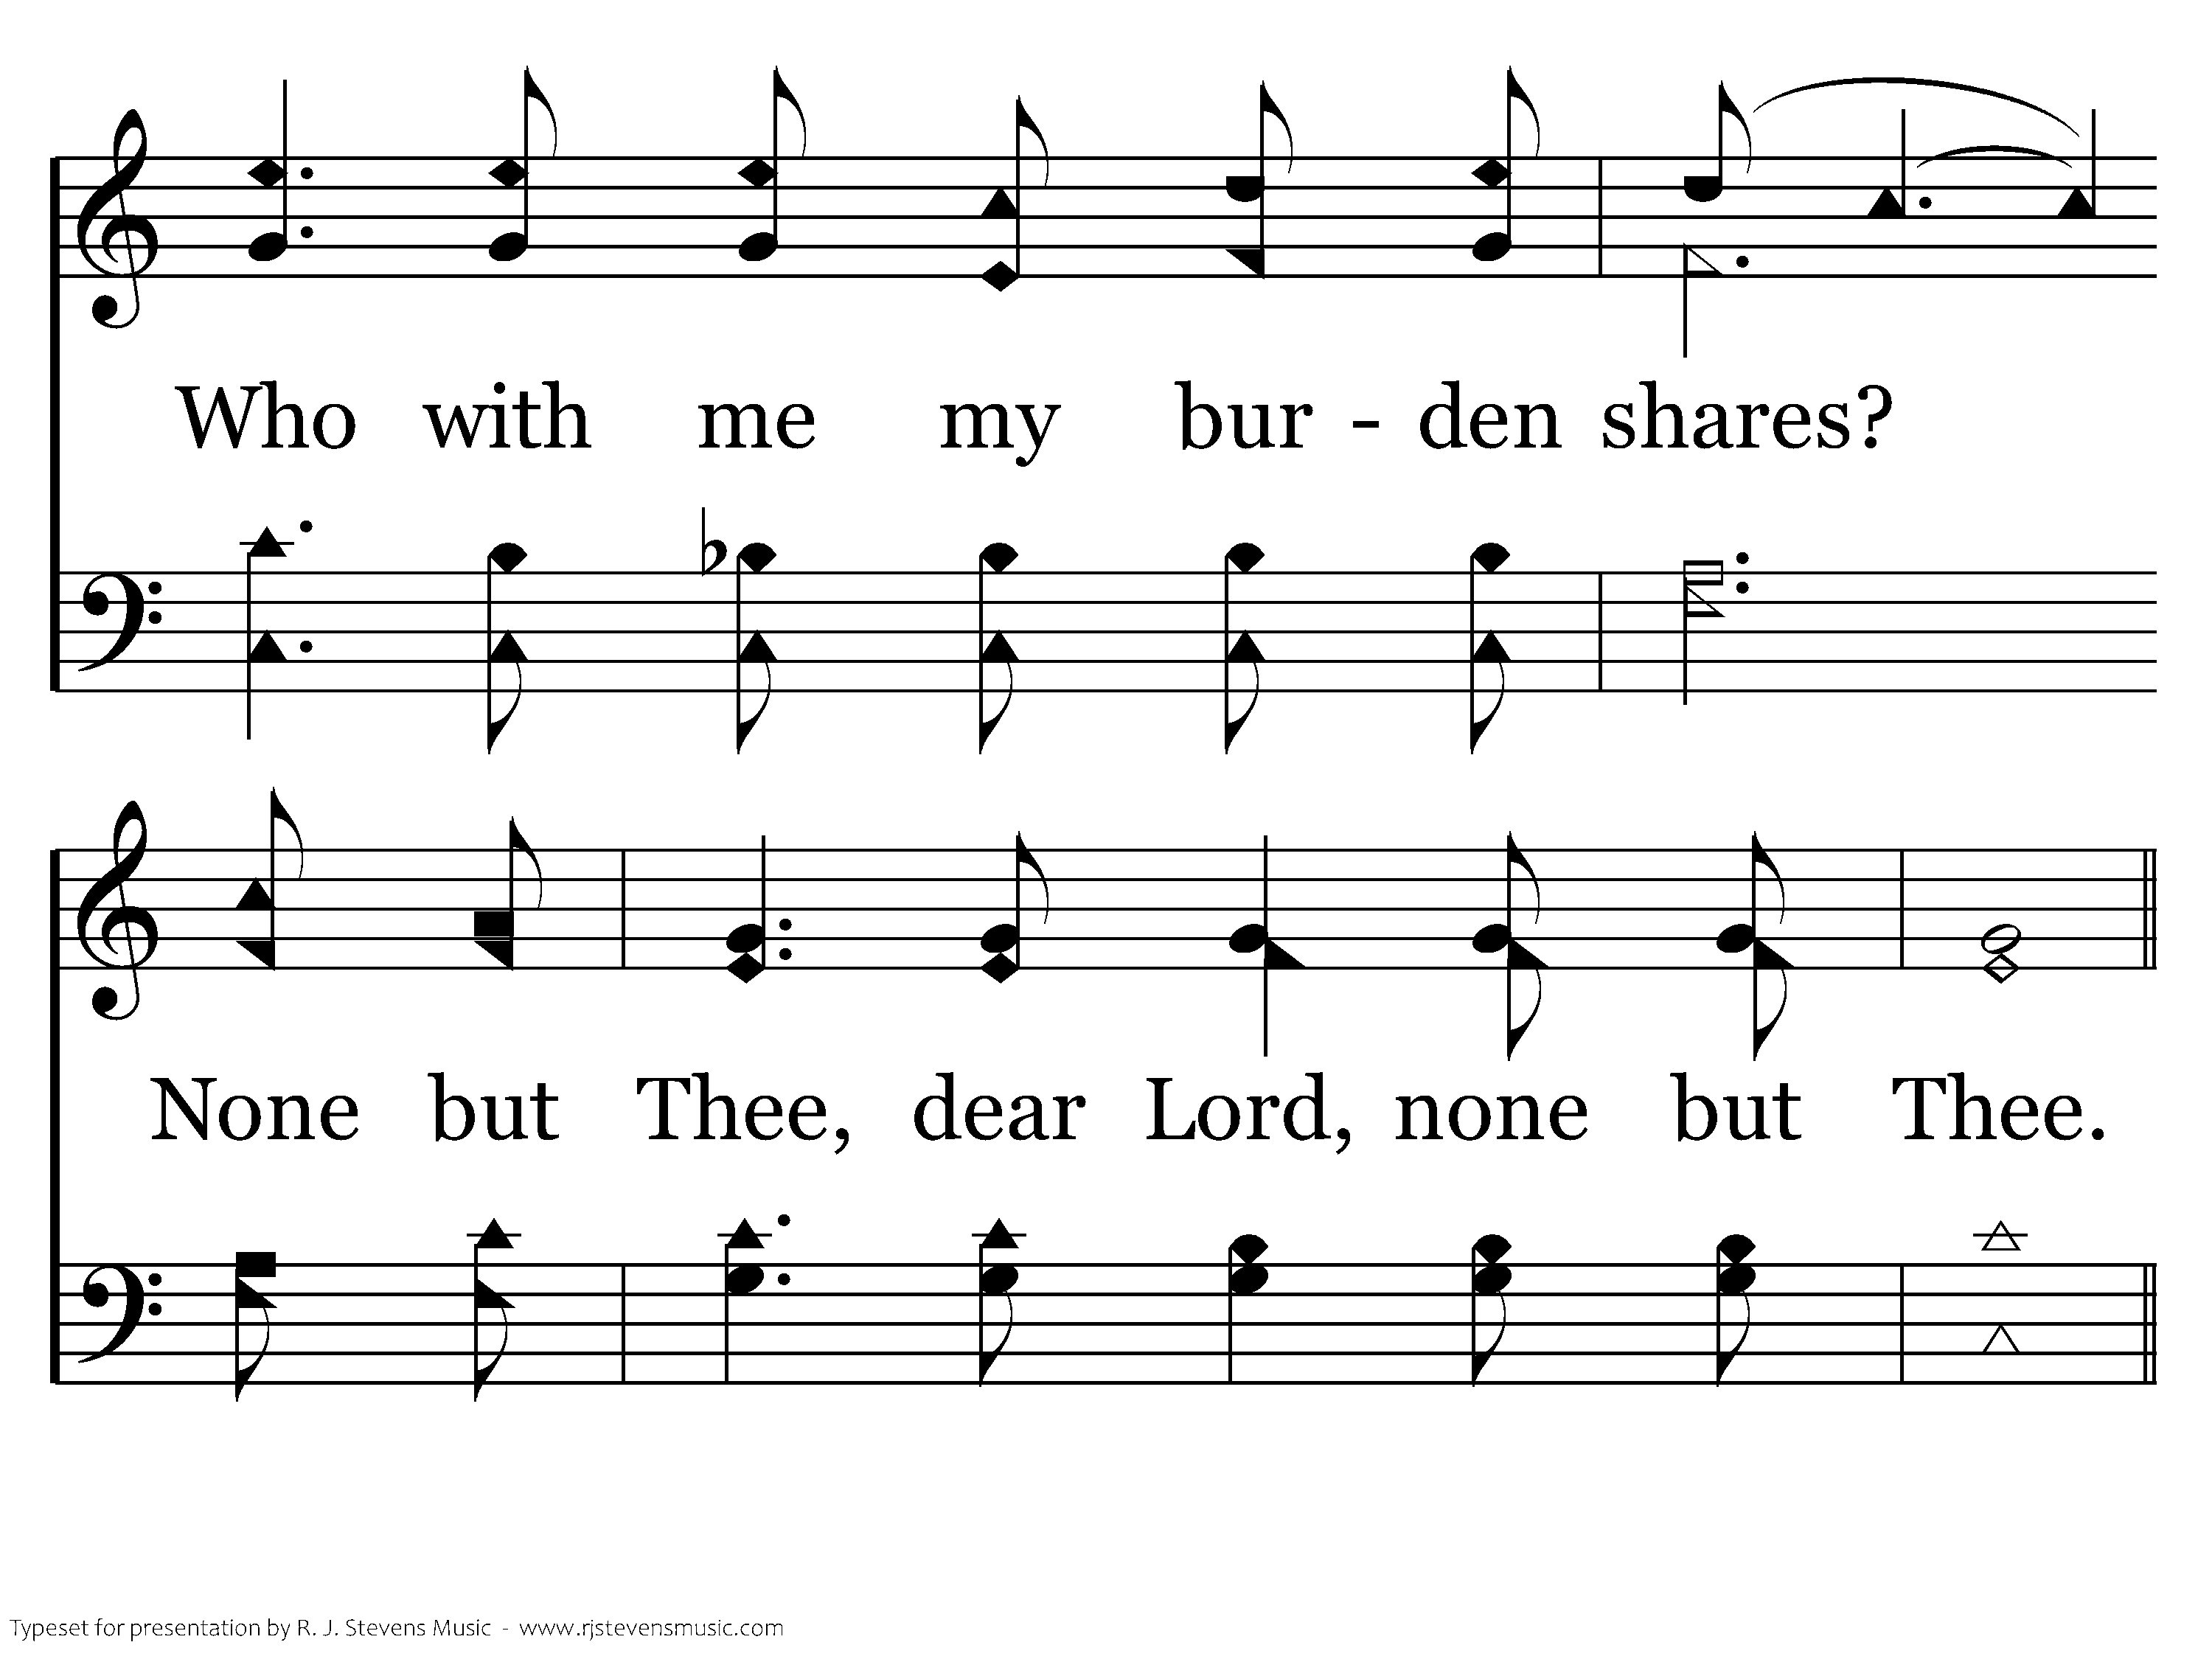 Who with me my bur - den shares?
None but Thee, dear Lord, none but Thee.
Typeset for presentation by R. J. Stevens Music - www.rjstevensmusic.com